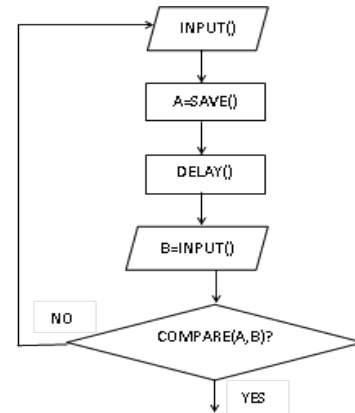 INPUT()
A=SAVE()
DELAY()
B=INPUT()
NO
COMPARE(A,B)?
YES